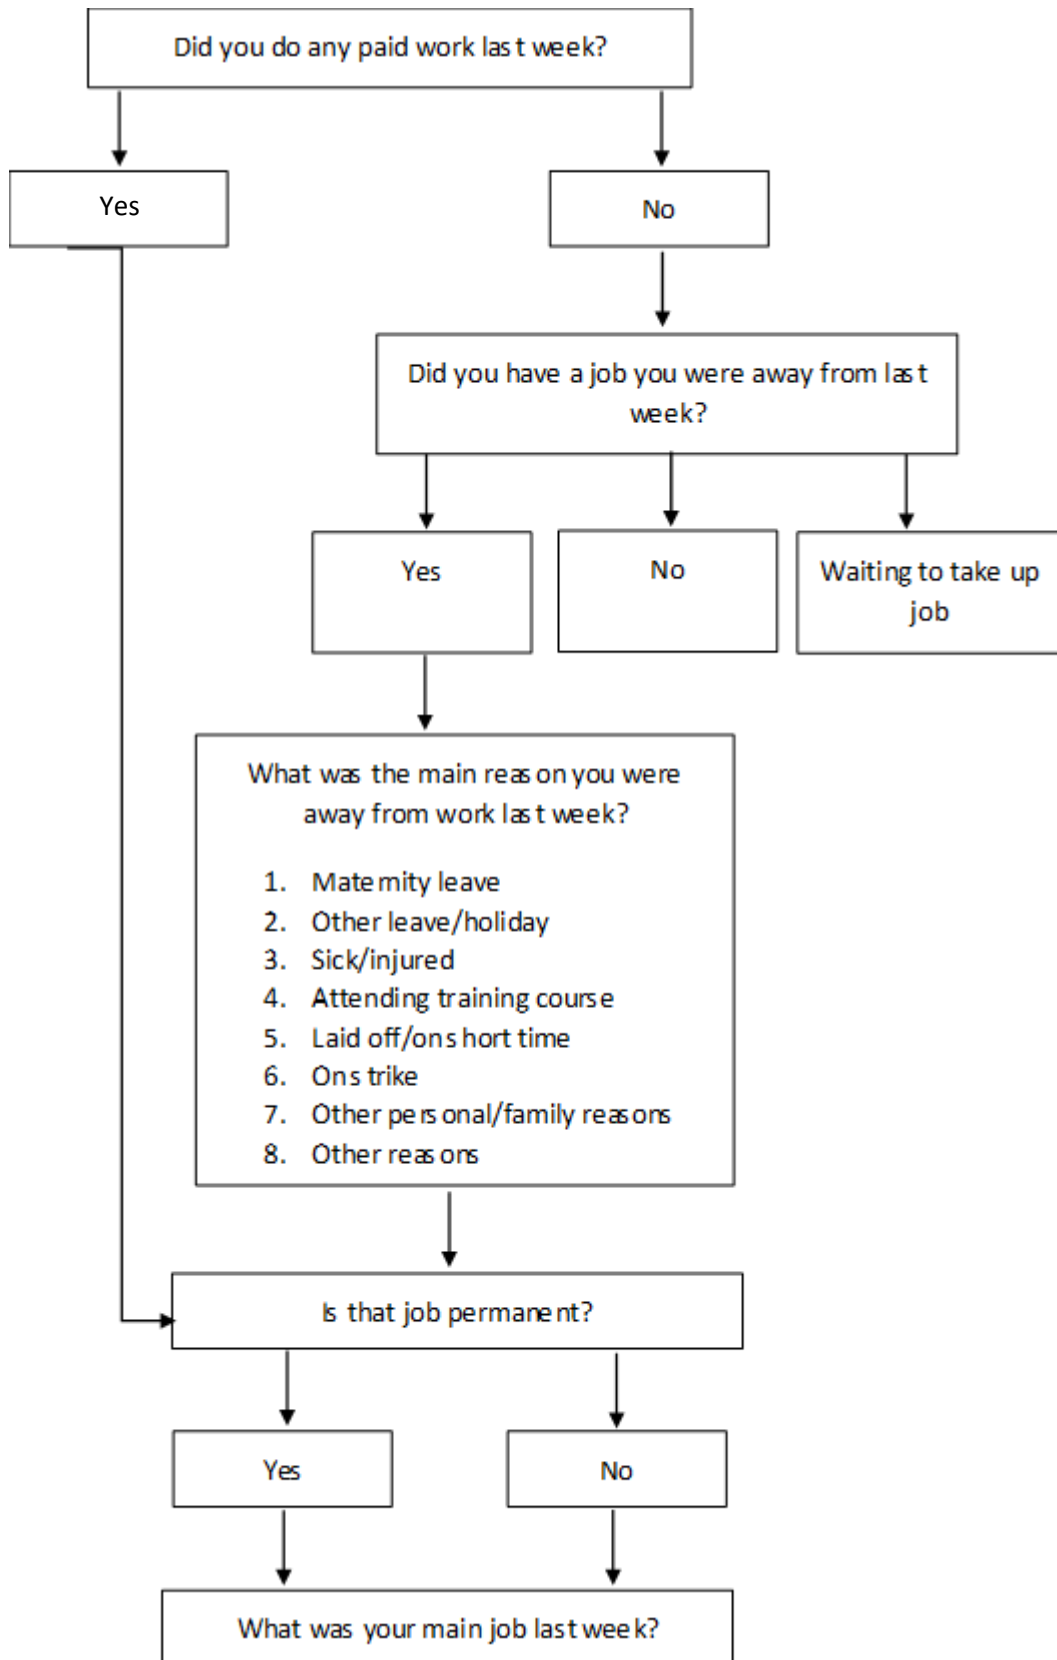 Did you do any paid work last week?
Yes
No
Did you have a job you were away from last
week?
Yes
No
Waiting to take up
job
What was the main reason you were
away from work last week?
1. Maternity leave
2. Other leave/holiday
3. Sick/injured
4. Attending training course
5. Laid off/ons hort time
6. Ons trike
7. Other personal/family reasons
8. Other reasons
Is that job permanent?
Yes
No
What was your main job last week?